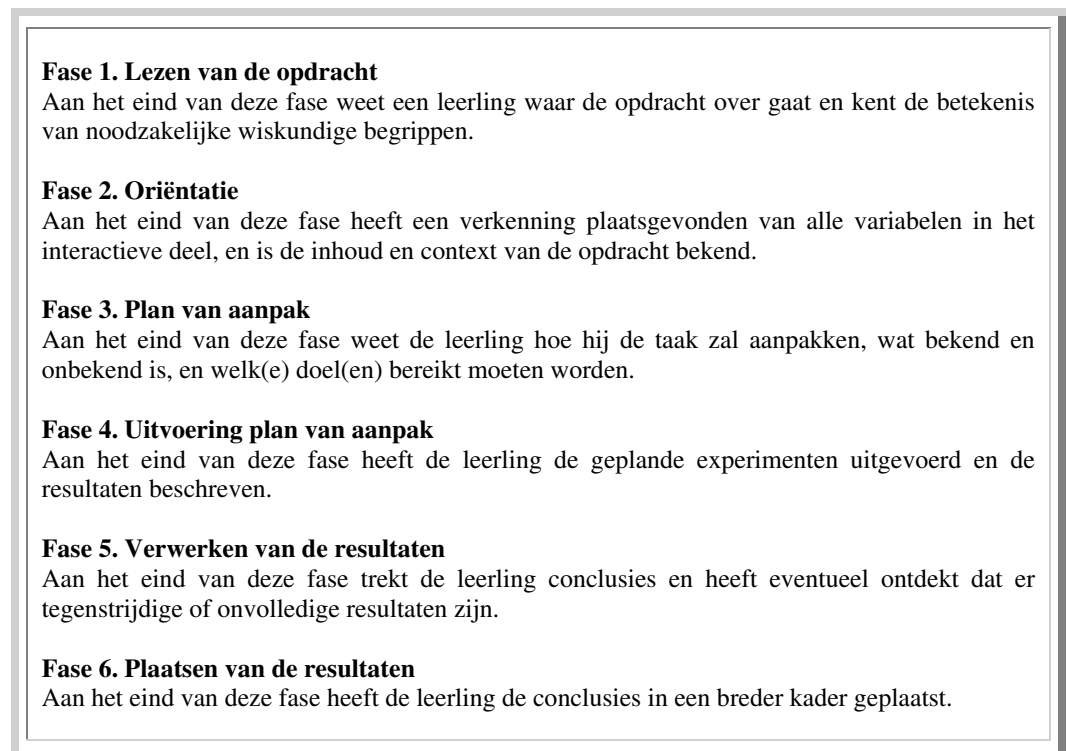 Fase 1. Lezen van de opdracht
Aan het eind van deze fase weet een leerling waar de opdracht over gaat en kent de betekenis
van noodzakelijke wiskundige begrippen.
Fase 2. Oriëntatie
Aan het eind van deze fase heeft een verkenning plaatsgevonden van alle variabelen in het
interactieve deel, en is de inhoud en context van de opdracht bekend.
Fase 3. Plan van aanpak
Aan het eind van deze fase weet de leerling hoe hij de taak zal aanpakken, wat bekend en
onbekend is, en welk(e) doel(en) bereikt moeten worden.
Fase 4. Uitvoering plan van aanpak
Aan het eind van deze fase heeft de leerling de geplande experimenten uitgevoerd en de
resultaten beschreven.
Fase 5. Verwerken van de resultaten
Aan het eind van deze fase trekt de leerling conclusies en heeft eventueel ontdekt dat er
tegenstrijdige of onvolledige resultaten zijn.
Fase 6. Plaatsen van de resultaten
Aan het eind van deze fase heeft de leerling de conclusies in een breder kader geplaatst.